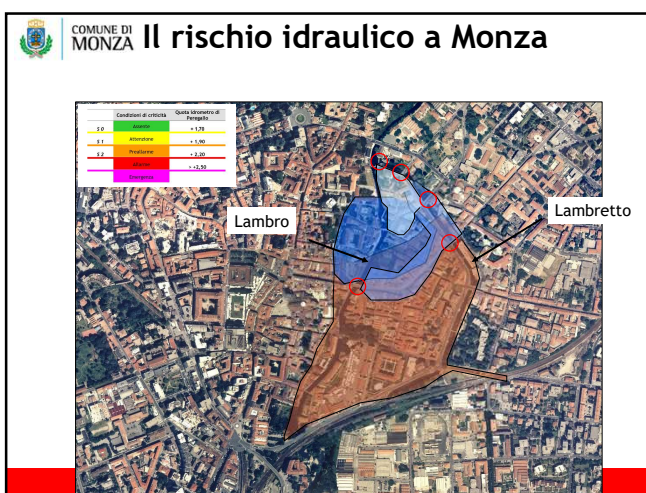 COMUNE DI
MONZA
Il rischio idraulico a Monza
Condizioni di criticità
Quota idrometro di
Peregallo
S 0
Assente
+ 1,70
S 1
Attenzione
+ 1,90
S 2
Preallarme
+ 2,20
Allarme
> +2,50
Emergenza
Lambro
Lambretto